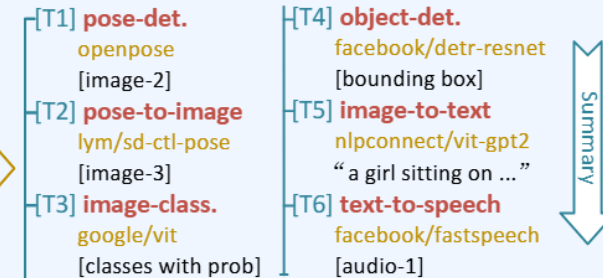 [T1] pose-det.
openpose
[image-2]
[T2] pose-to-image
lym/sd-ctl-pose
[image-3]
[T3] image-class.
google/vit
[classes with prob]
[T4] object-det.
facebook/detr-resnet
[bounding box]
[T5] image-to-text
nlpconnect/vit-gpt2
“a girl sitting on ...”
[T6] text-to-speech
facebook/fastspeech
[audio-1]
Summary